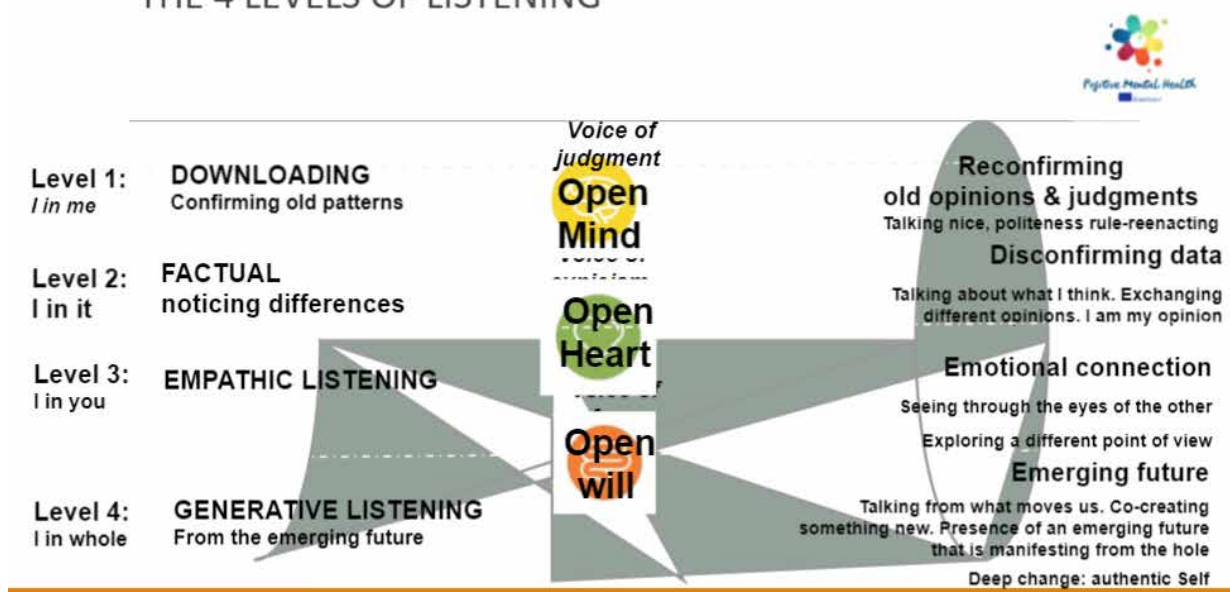 THE 4 LEVELS OF LISTENING
Positive Mental Health
Level 1:
I in me
DOWNLOADING
Confirming old patterns
Voice of
judgment
Open
Mind
Reconfirming
old opinions & judgments
Talking nice, politeness rule-reenacting
Level 2:
I in it
FACTUAL
noticing differences
Voice of
cynicism
Open
Heart
Disconfirming data
Talking about what I think. Exchanging
different opinions. I am my opinion
Level 3:
I in you
EMPATHIC LISTENING
Voice of
Open
will
Emotional connection
Seeing through the eyes of the other
Exploring a different point of view
Level 4:
I in whole
GENERATIVE LISTENING
From the emerging future
Emerging future
Talking from what moves us. Co-creating
something new. Presence of an emerging future
that is manifesting from the hole
Deep change: authentic Self